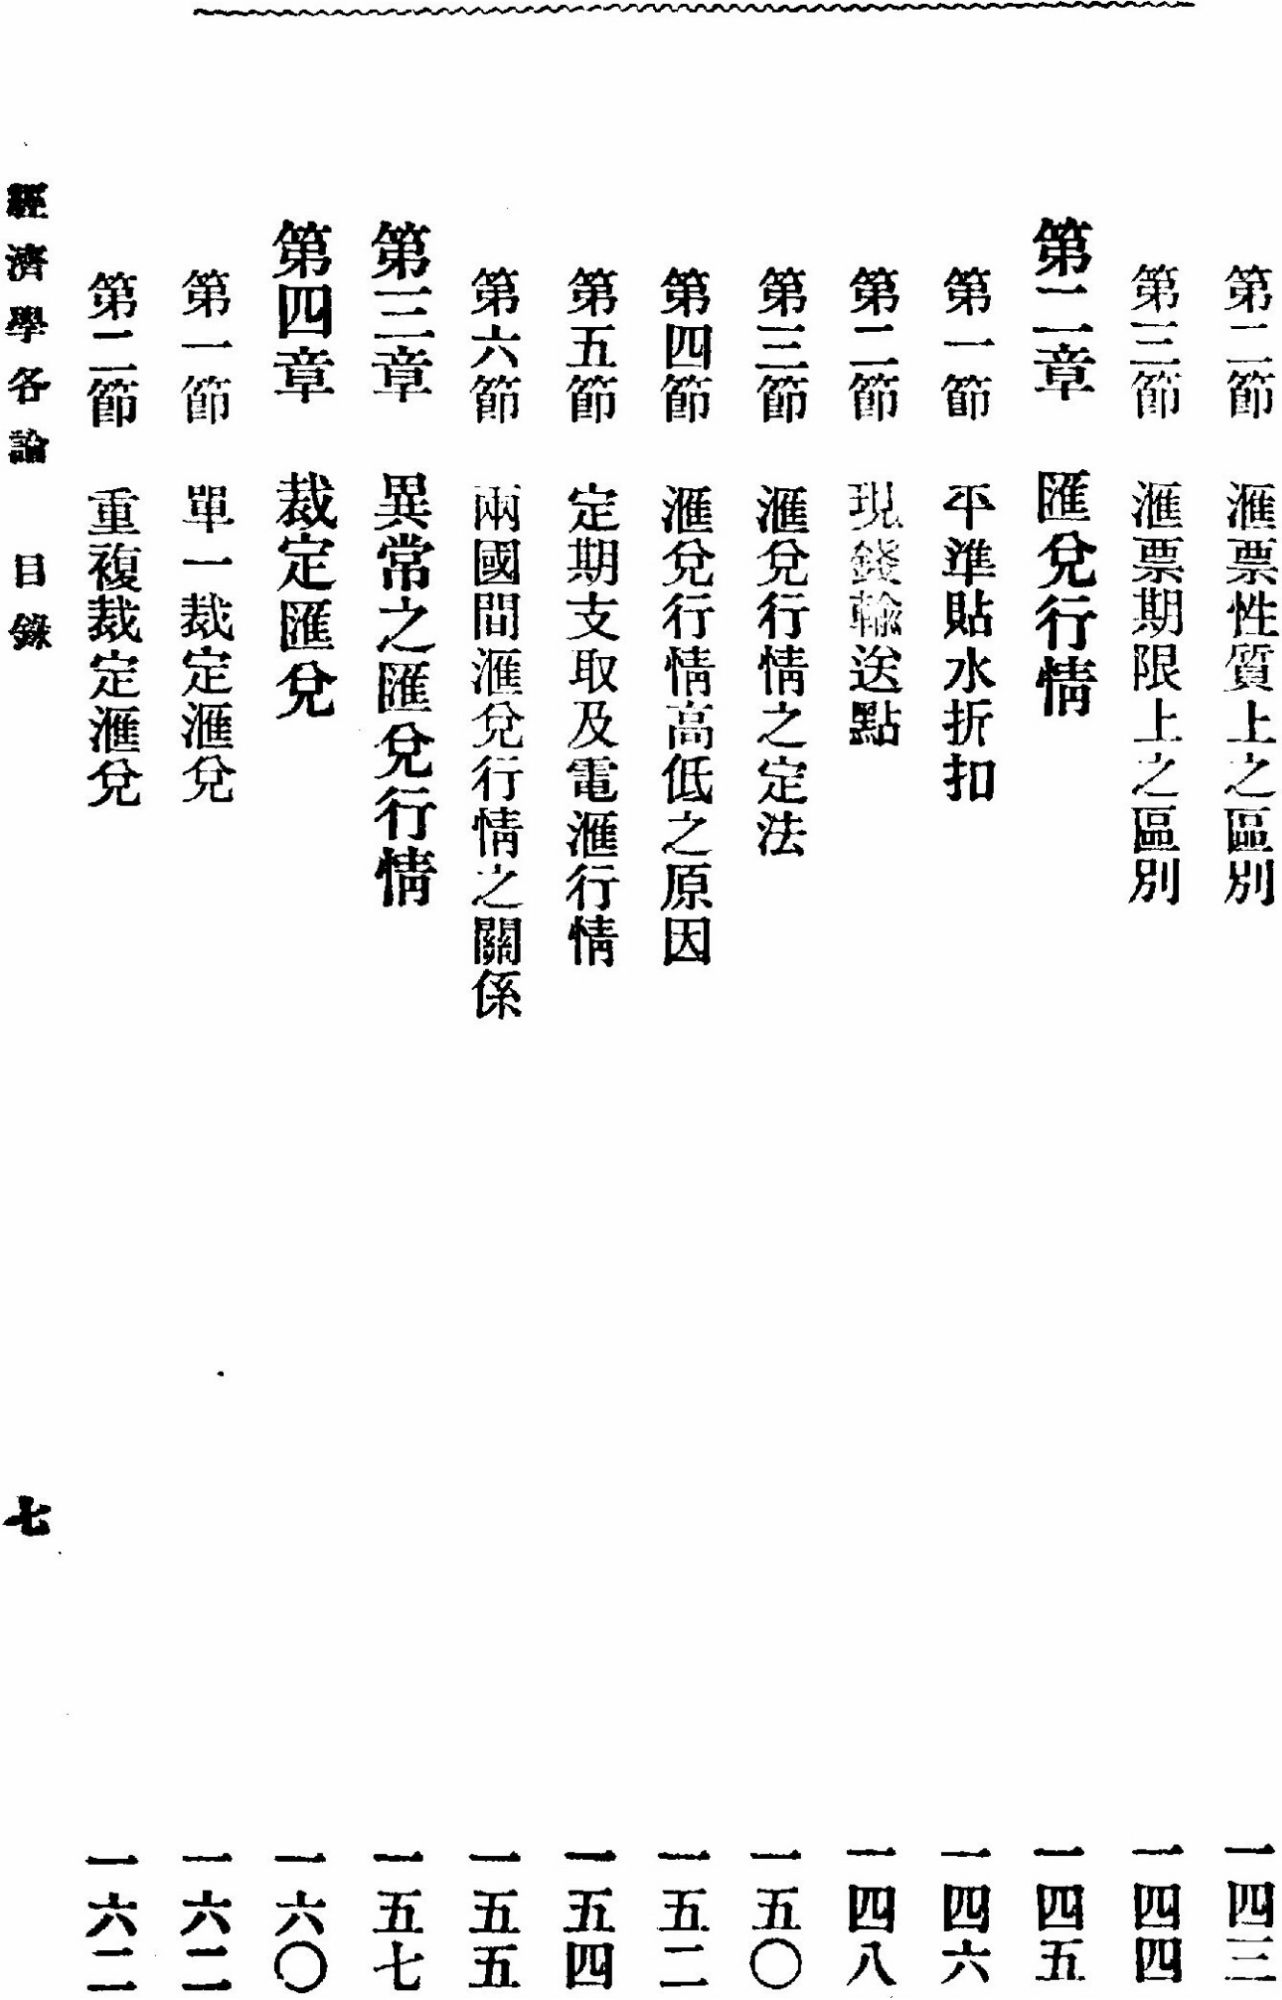 第二節　滙票性質上之區別　一四三
第三節　滙票期限上之區別　一四四
第二章　匯兌行情　一四五
第一節　平準貼水折扣　一四六
第二節　現錢輸送點　一四八
第三節　滙兌行情之定法　一五〇
第四節　滙兌行情高低之原因　一五二
第五節　定期支取及電滙行情　一五四
第六節　兩國間滙兌行情之關係　一五五
第三章　異常之匯兌行情　一五七
第四章　裁定匯兌　一六〇
第一節　單一裁定滙兌　一六二
第二節　重複裁定滙兌　一六二
經濟學各論　目錄　七